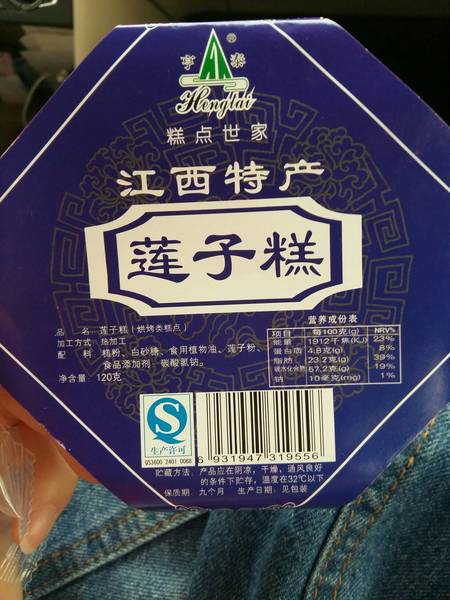 亨 泰 ®
Hengtai
糕点世家
江西特产
莲子糕
品 名：莲子糕（烘烤类糕点）
加工方式：热加工
配 料：糕粉、白砂糖、食用植物油、莲子粉、
食品添加剂：碳酸氢钠。
净含量：120克
营养成份表
项目 每100克(g) NRV%
能量 1912千焦(KJ) 23%
蛋白质 4.8克(g) 8%
脂肪 23.2克(g) 39%
碳水化合物 57.2克(g) 19%
钠 10毫克(mg) 1%
生产许可
QS3600 2401 0068
6 931947 319556
贮藏方法：产品应在阴凉，干燥，通风良好
的条件下贮存，温度在32℃以下
保质期：九个月 生产日期：见包装